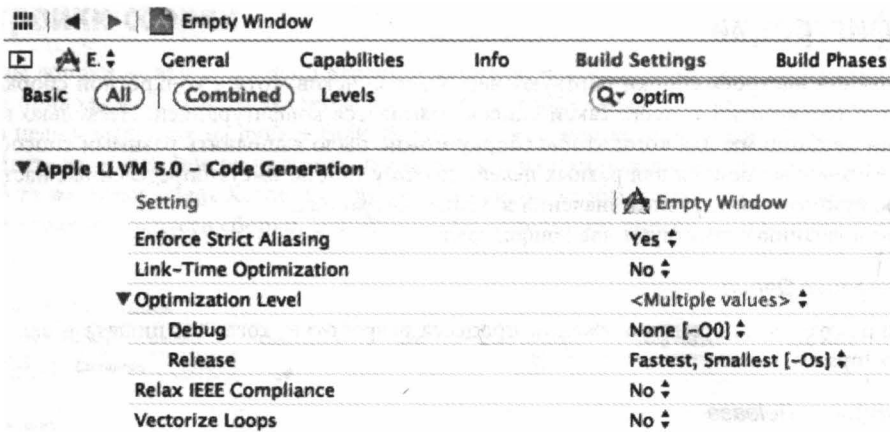 Empty Window
E. General Capabilities Info Build Settings Build Phases
Basic All Combined Levels optim
Apple LLVM 5.0 – Code Generation
Setting Empty Window
Enforce Strict Aliasing Yes
Link-Time Optimization No
Optimization Level <Multiple values>
Debug None [-O0]
Release Fastest, Smallest [-Os]
Relax IEEE Compliance No
Vectorize Loops No